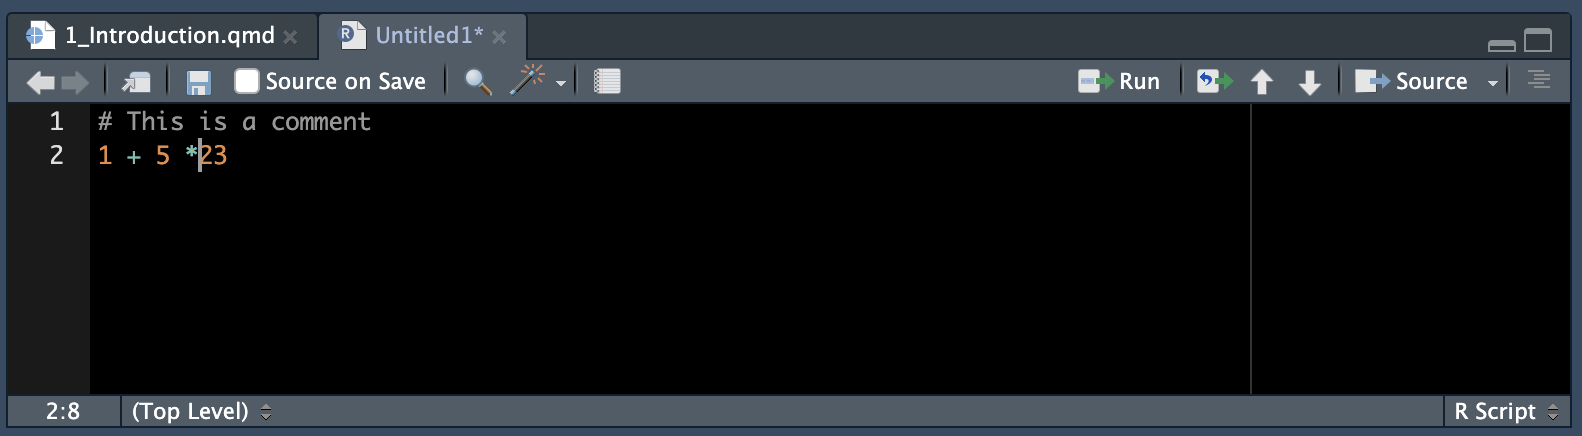 1_Introduction.qmd × Untitled1* ×
Source on Save Run Source
1 # This is a comment
2 1 + 5 *23
2:8 (Top Level) R Script